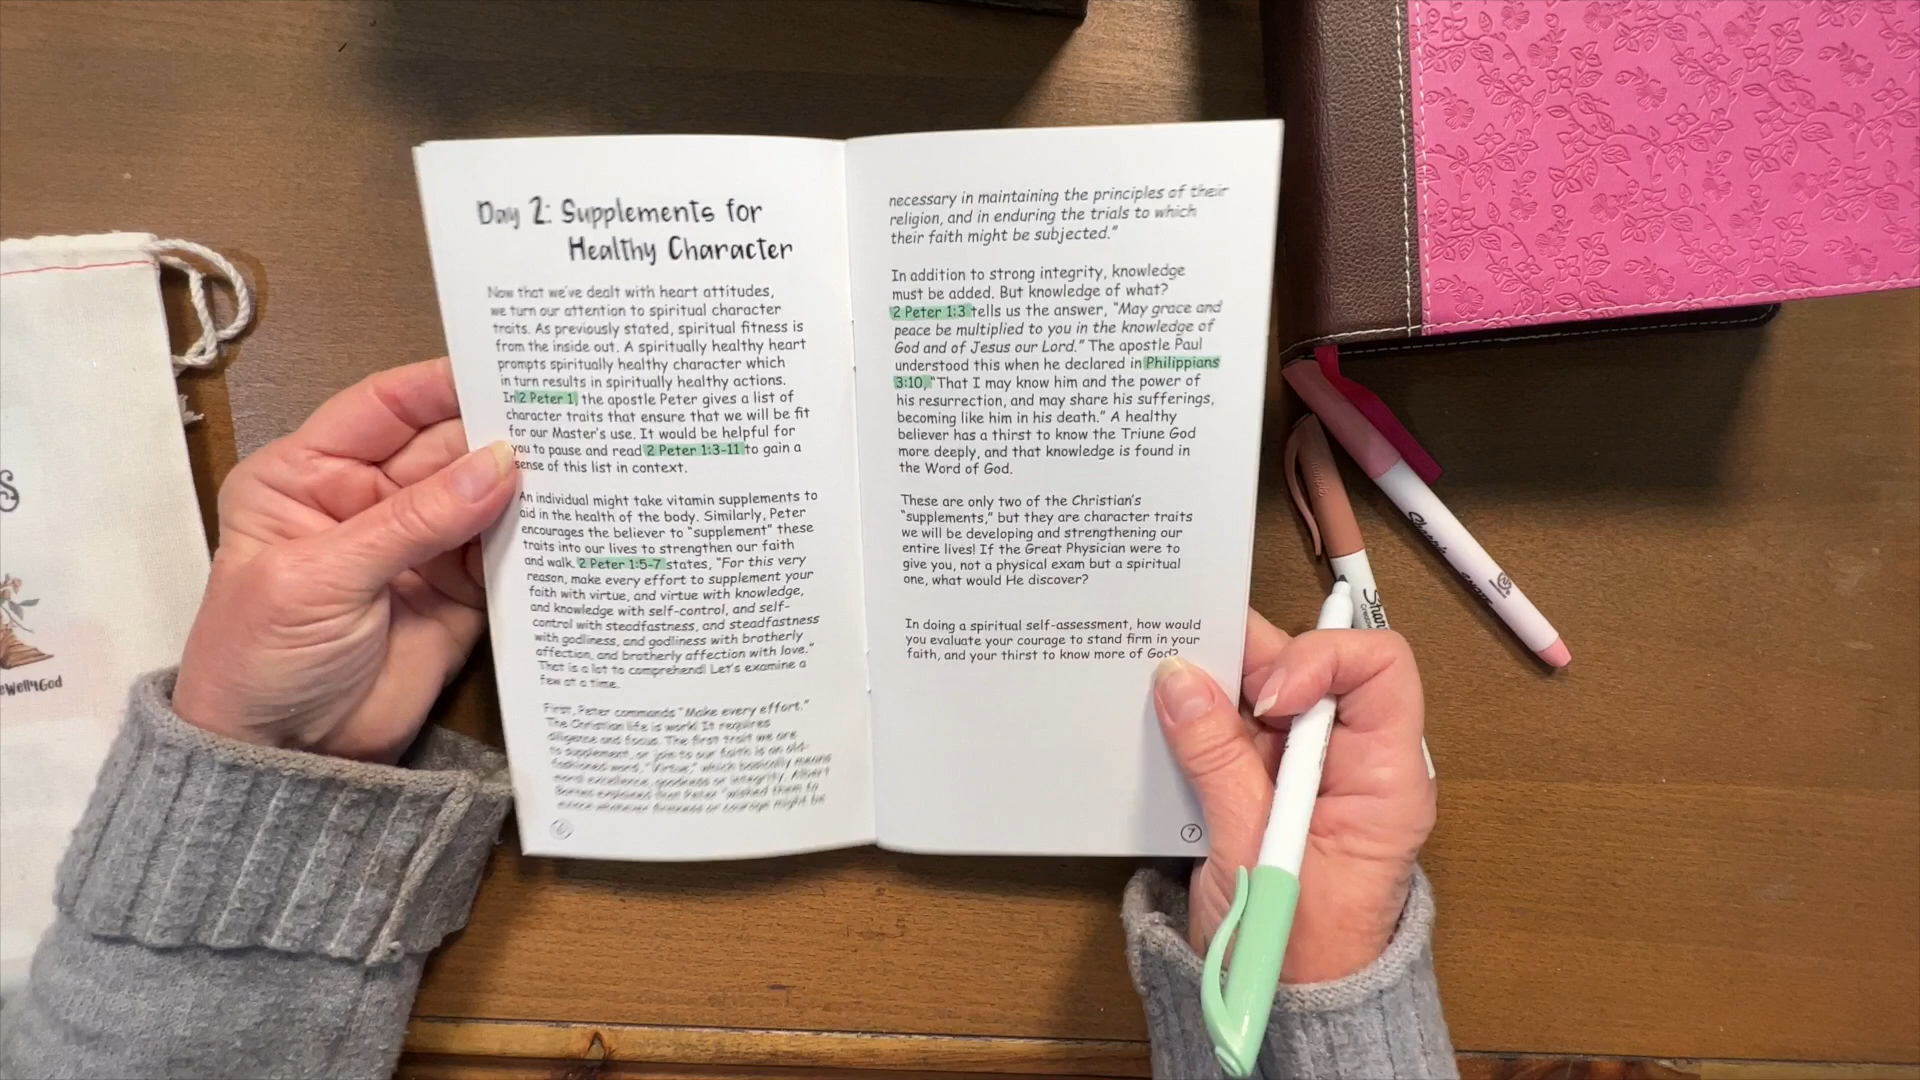 Day 2: Supplements for
Healthy Character
Now that we've dealt with heart attitudes,
we turn our attention to spiritual character
traits. As previously stated, spiritual fitness is
from the inside out. A spiritually healthy heart
prompts spiritually healthy character which
in turn results in spiritually healthy actions.
In 2 Peter 1, the apostle Peter gives a list of
character traits that ensure that we will be fit
for our Master's use. It would be helpful for
you to pause and read 2 Peter 1:3-11 to gain a
sense of this list in context.
An individual might take vitamin supplements to
aid in the health of the body. Similarly, Peter
encourages the believer to "supplement" these
traits into our lives to strengthen our faith
and walk. 2 Peter 1:5-7 states, "For this very
reason, make every effort to supplement your
faith with virtue, and virtue with knowledge,
and knowledge with self-control, and self-
control with steadfastness, and steadfastness
with godliness, and godliness with brotherly
affection, and brotherly affection with love."
That is a lot to comprehend! Let's examine a
few at a time.
First, Peter commands "Make every effort."
The Christian life is work! It requires
diligence and focus. The first trait we are
to supplement, or join to our faith is an old-
fashioned word, "Virtue," which basically means
moral excellence, goodness or integrity. Albert
Barnes explained that Peter "wished them to
6
necessary in maintaining the principles of their
religion, and in enduring the trials to which
their faith might be subjected."
In addition to strong integrity, knowledge
must be added. But knowledge of what?
2 Peter 1:3 tells us the answer, "May grace and
peace be multiplied to you in the knowledge of
God and of Jesus our Lord." The apostle Paul
understood this when he declared in Philippians
3:10, "That I may know him and the power of
his resurrection, and may share his sufferings,
becoming like him in his death." A healthy
believer has a thirst to know the Triune God
more deeply, and that knowledge is found in
the Word of God.
These are only two of the Christian's
"supplements," but they are character traits
we will be developing and strengthening our
entire lives! If the Great Physician were to
give you, not a physical exam but a spiritual
one, what would He discover?
In doing a spiritual self-assessment, how would
you evaluate your courage to stand firm in your
faith, and your thirst to know more of God?
7
Sharpie
S·NOTE